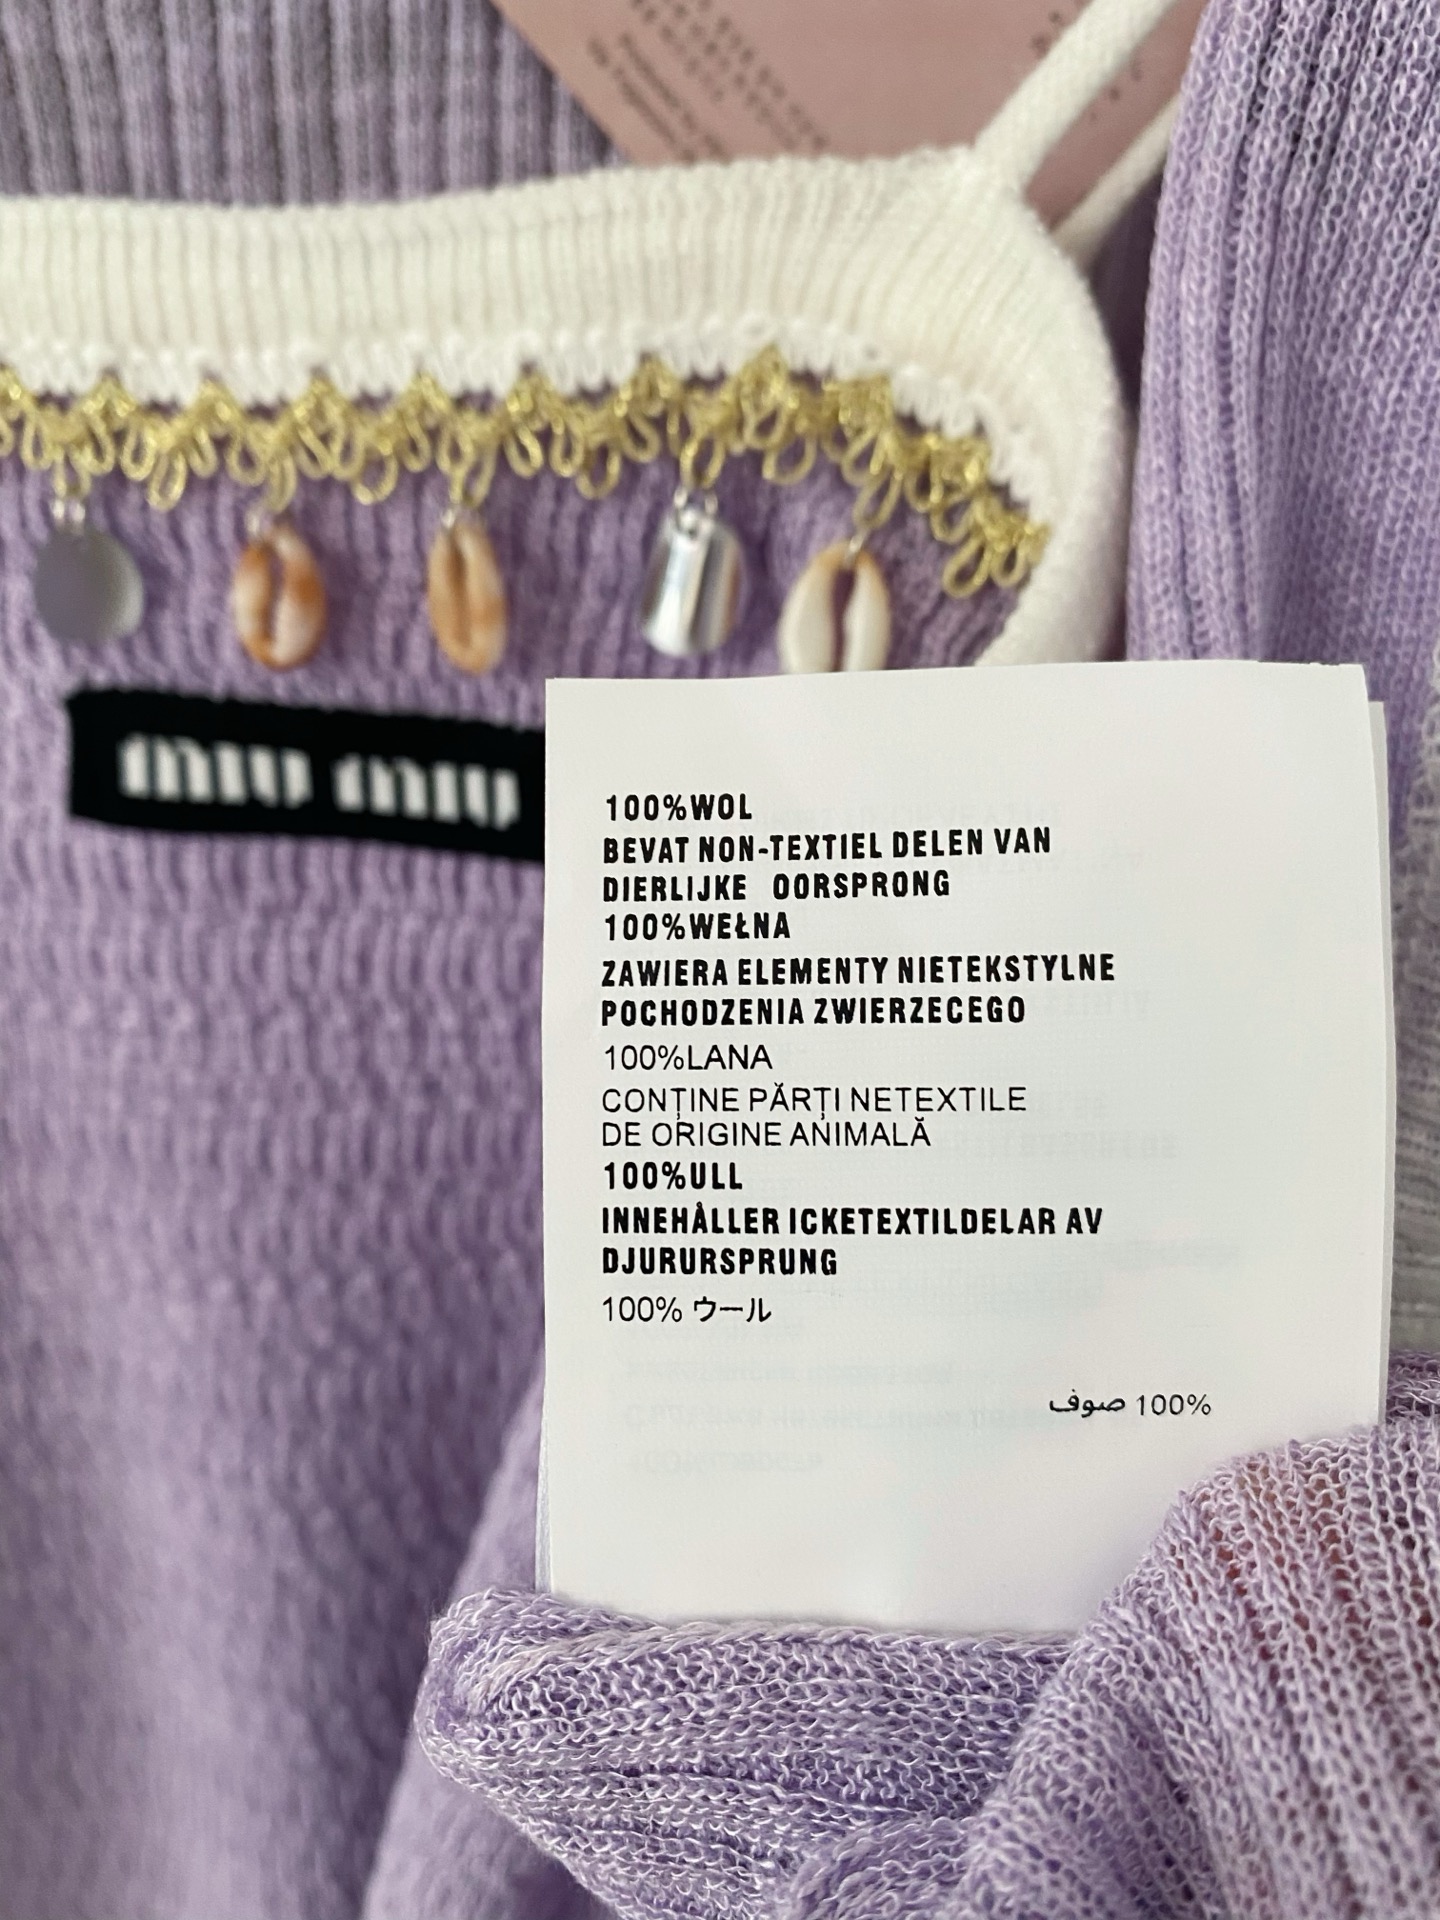 miu miu
100%WOL
BEVAT NON-TEXTIEL DELEN VAN
DIERLIJKE OORSPRONG
100%WEŁNA
ZAWIERA ELEMENTY NIETEKSTYLNE
POCHODZENIA ZWIERZECEGO
100%LANA
CONȚINE PĂRȚI NETEXTILE
DE ORIGINE ANIMALĂ
100%ULL
INNEHÅLLER ICKETEXTILDELAR AV
DJURURSPRUNG
100% ウール
100% صوف